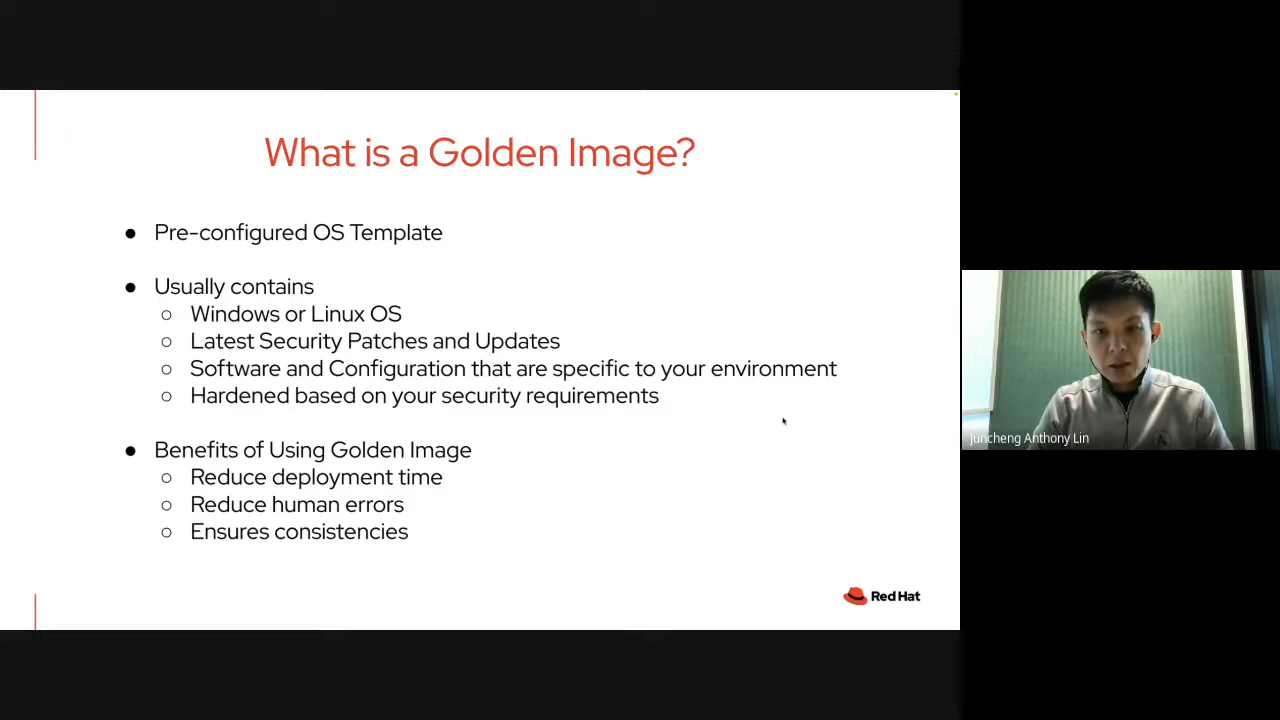 What is a Golden Image?
● Pre-configured OS Template
● Usually contains
○ Windows or Linux OS
○ Latest Security Patches and Updates
○ Software and Configuration that are specific to your environment
○ Hardened based on your security requirements
● Benefits of Using Golden Image
○ Reduce deployment time
○ Reduce human errors
○ Ensures consistencies
Red Hat
Juncheng Anthony Lin